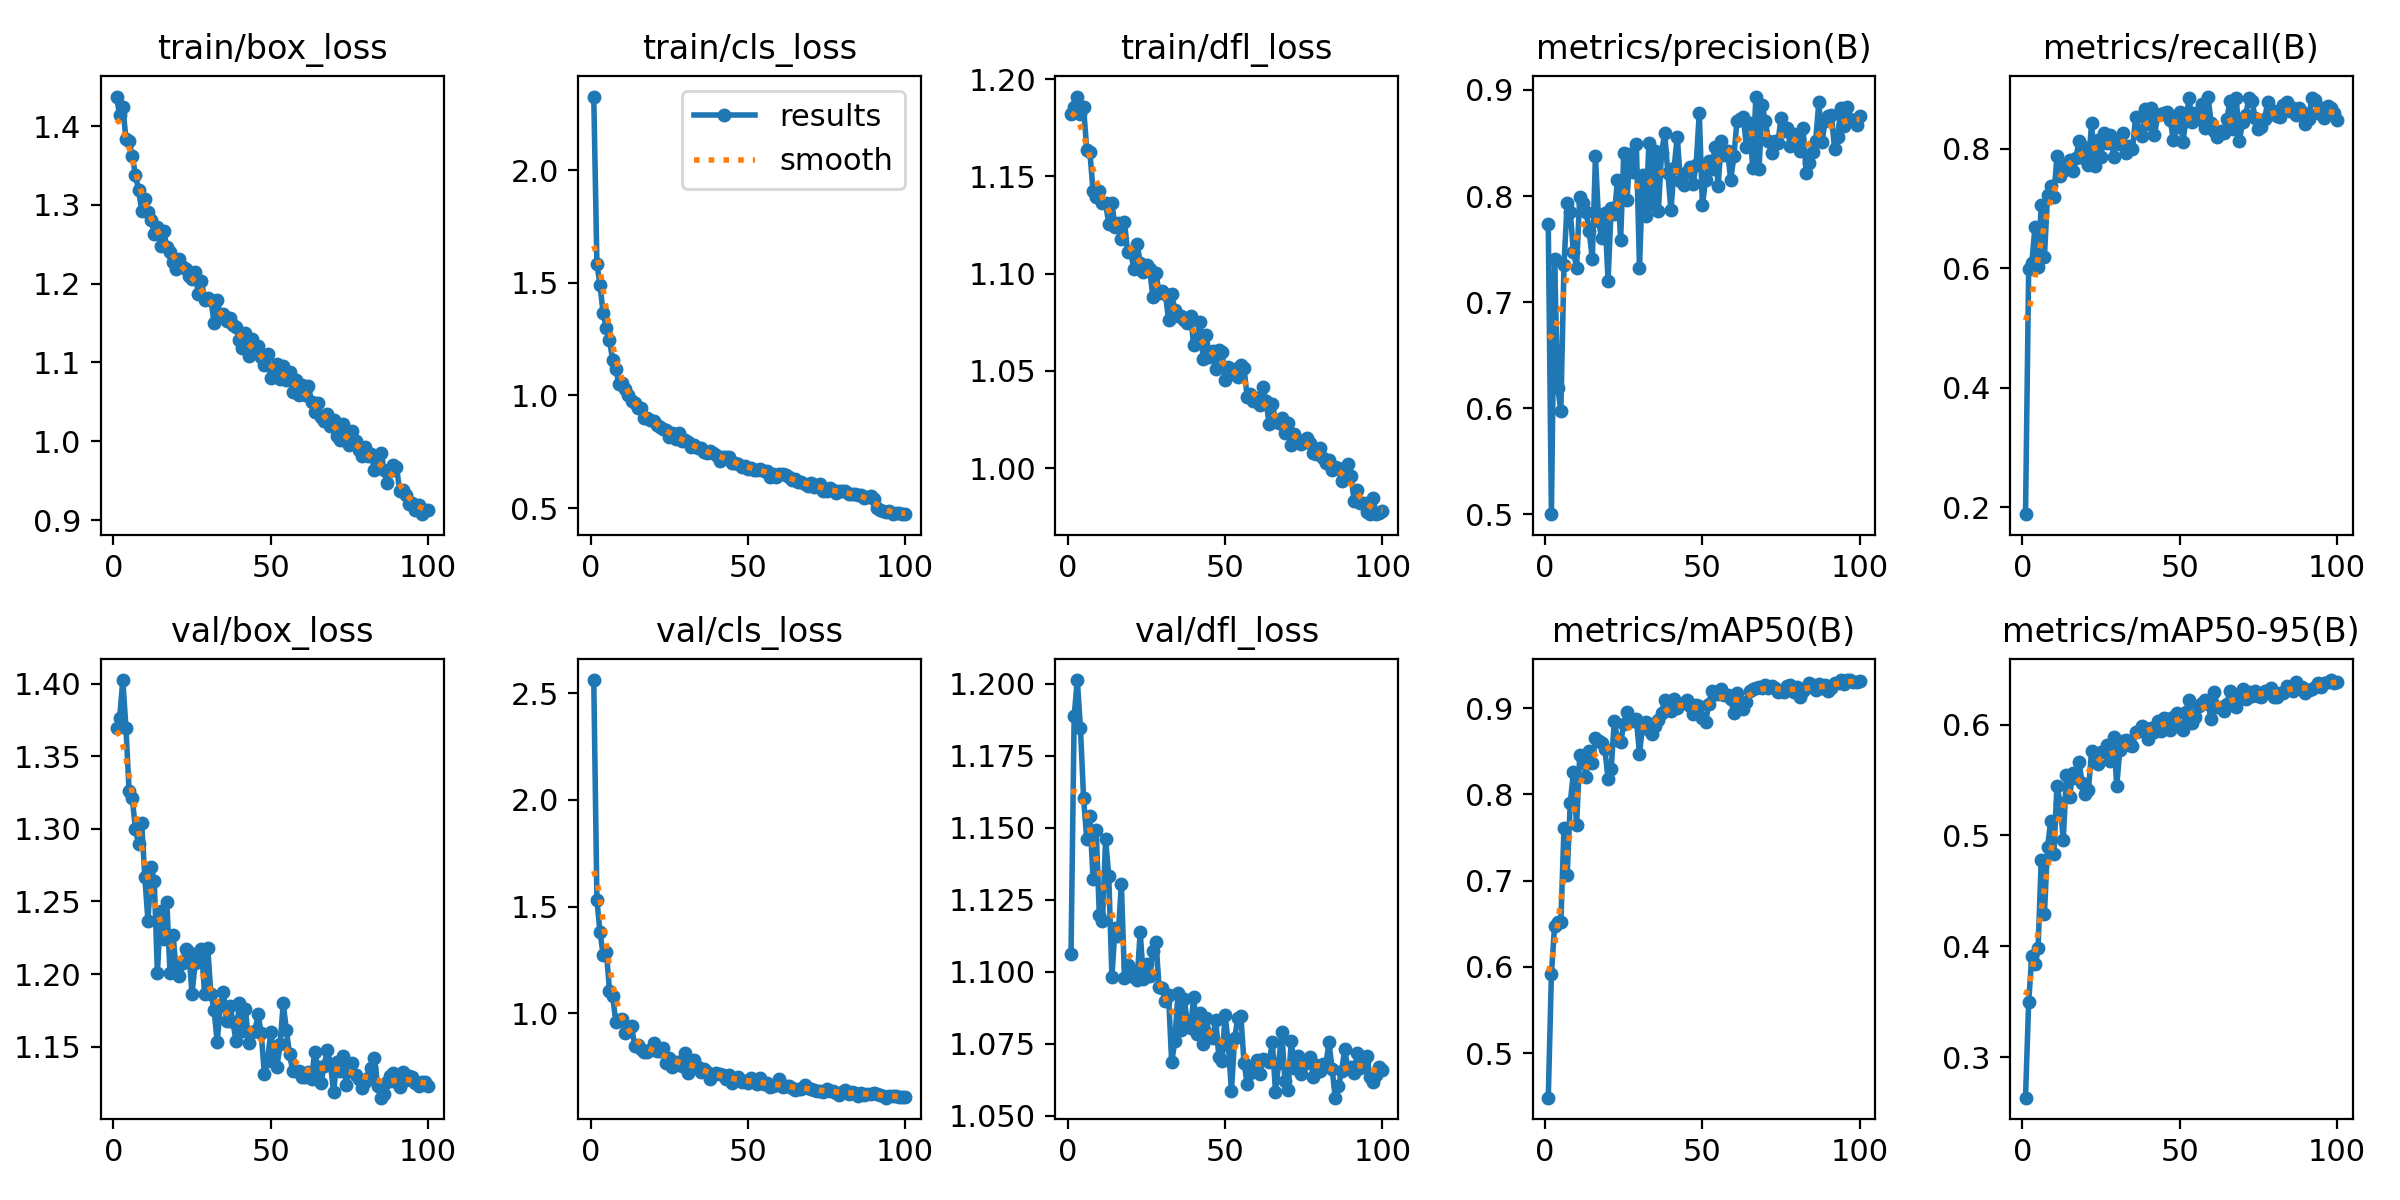 train/box_loss
1.4
1.3
1.2
1.1
1.0
0.9
0 50 100
train/cls_loss
results
smooth
2.0
1.5
1.0
0.5
0 50 100
train/dfl_loss
1.20
1.15
1.10
1.05
1.00
0 50 100
metrics/precision(B)
0.9
0.8
0.7
0.6
0.5
0 50 100
metrics/recall(B)
0.8
0.6
0.4
0.2
0 50 100
val/box_loss
1.40
1.35
1.30
1.25
1.20
1.15
0 50 100
val/cls_loss
2.5
2.0
1.5
1.0
0 50 100
val/dfl_loss
1.200
1.175
1.150
1.125
1.100
1.075
1.050
0 50 100
metrics/mAP50(B)
0.9
0.8
0.7
0.6
0.5
0 50 100
metrics/mAP50-95(B)
0.6
0.5
0.4
0.3
0 50 100